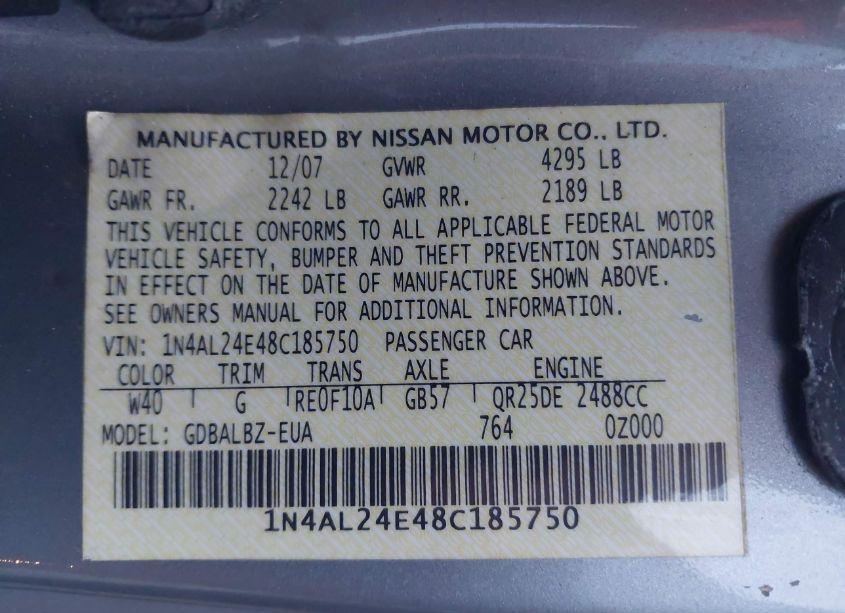 MANUFACTURED BY NISSAN MOTOR CO., LTD.
DATE 12/07 GVWR 4295 LB
GAWR FR. 2242 LB GAWR RR. 2189 LB
THIS VEHICLE CONFORMS TO ALL APPLICABLE FEDERAL MOTOR
VEHICLE SAFETY, BUMPER AND THEFT PREVENTION STANDARDS
IN EFFECT ON THE DATE OF MANUFACTURE SHOWN ABOVE.
SEE OWNERS MANUAL FOR ADDITIONAL INFORMATION.
VIN: 1N4AL24E48C185750 PASSENGER CAR
COLOR TRIM TRANS AXLE ENGINE
W40 G RE0F10A GB57 QR25DE 2488CC
MODEL: GDBALBZ-EUA 764 0Z000
1N4AL24E48C185750